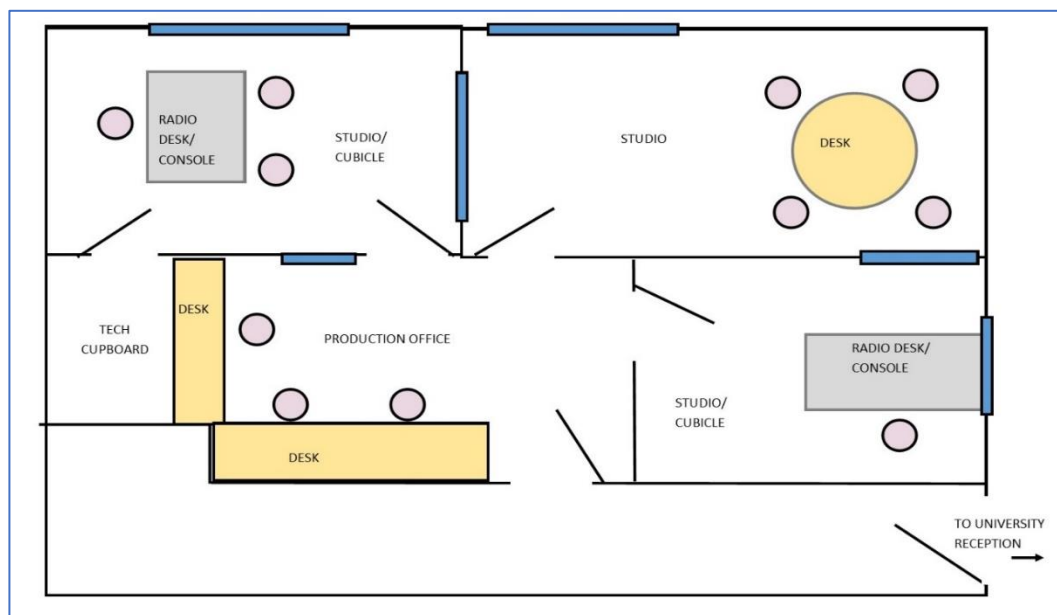 RADIO
DESK/
CONSOLE
STUDIO/
CUBICLE
STUDIO
DESK
TECH
CUPBOARD
DESK
PRODUCTION OFFICE
DESK
STUDIO/
CUBICLE
RADIO DESK/
CONSOLE
TO UNIVERSITY
RECEPTION